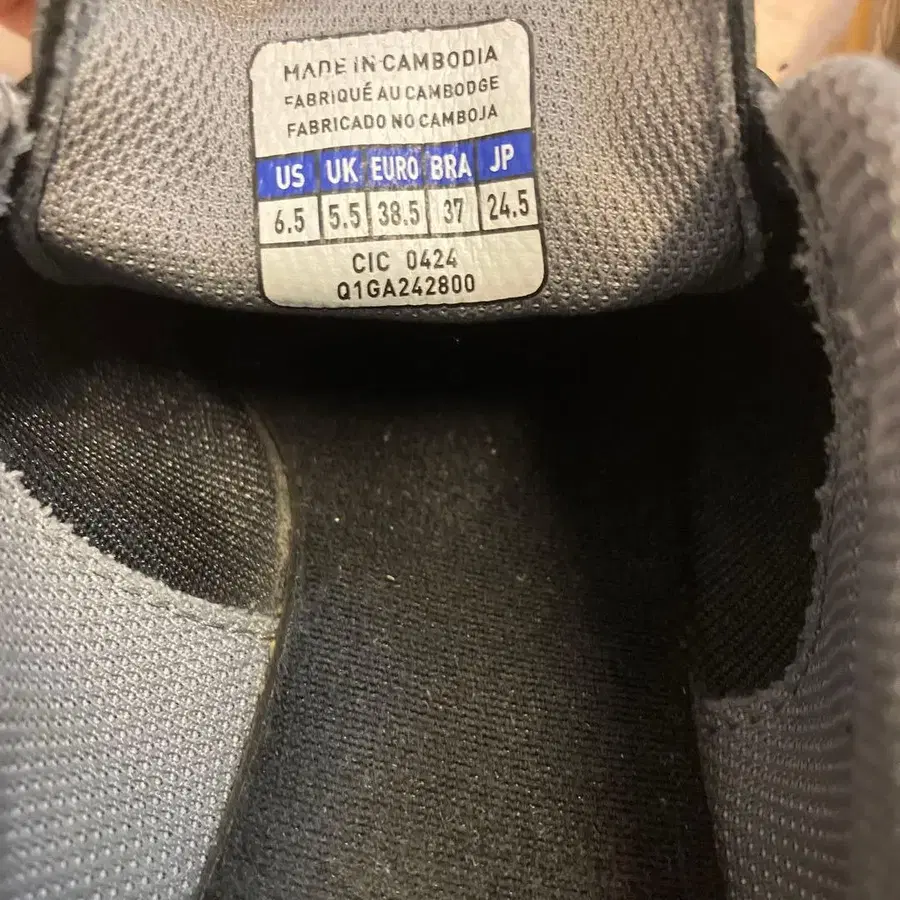 MADE IN CAMBODIA
FABRIQUÉ AU CAMBODGE
FABRICADO NO CAMBOJA
US UK EURO BRA JP
6.5 5.5 38.5 37 24.5
CIC 0424
Q1GA242800